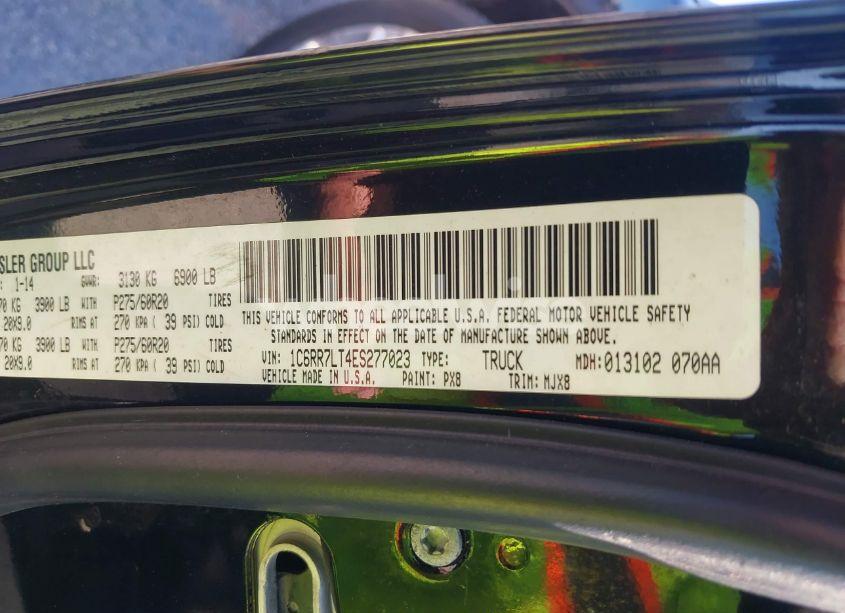 SLER GROUP LLC
: 1-14 GVWR: 3130 KG 6900 LB
70 KG 3900 LB WITH P275/60R20 TIRES
20X9.0 RIMS AT 270 KPA ( 39 PSI) COLD
70 KG 3900 LB WITH P275/60R20 TIRES
20X9.0 RIMS AT 270 KPA ( 39 PSI) COLD
THIS VEHICLE CONFORMS TO ALL APPLICABLE U.S.A. FEDERAL MOTOR VEHICLE SAFETY
STANDARDS IN EFFECT ON THE DATE OF MANUFACTURE SHOWN ABOVE.
VIN: 1C6RR7LT4ES277023 TYPE: TRUCK MDH: 013102 070AA
VEHICLE MADE IN U.S.A. PAINT: PX8 TRIM: MJX8